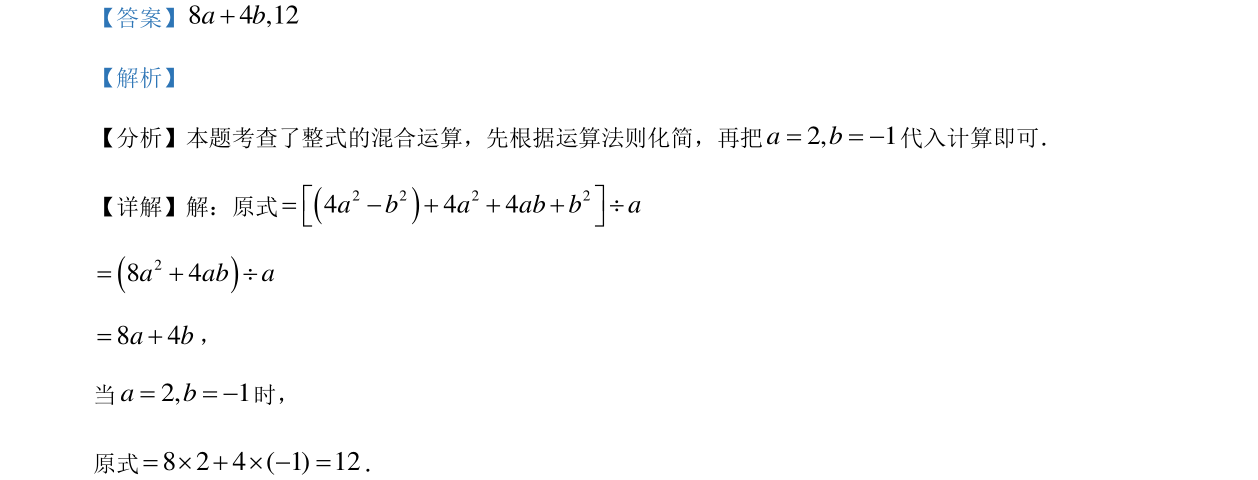 【答案】8a+4b,12
【解析】
【分析】本题考查了整式的混合运算，先根据运算法则化简，再把a=2,b=−1代入计算即可．
【详解】解：原式=[(4a²−b²)+4a²+4ab+b²]÷a
=(8a²+4ab)÷a
=8a+4b，
当a=2,b=−1时，
原式=8×2+4×(−1)=12．